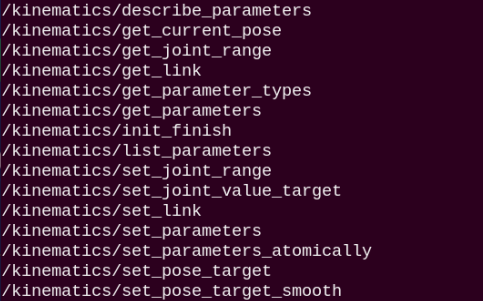 /kinematics/describe_parameters
/kinematics/get_current_pose
/kinematics/get_joint_range
/kinematics/get_link
/kinematics/get_parameter_types
/kinematics/get_parameters
/kinematics/init_finish
/kinematics/list_parameters
/kinematics/set_joint_range
/kinematics/set_joint_value_target
/kinematics/set_link
/kinematics/set_parameters
/kinematics/set_parameters_atomically
/kinematics/set_pose_target
/kinematics/set_pose_target_smooth